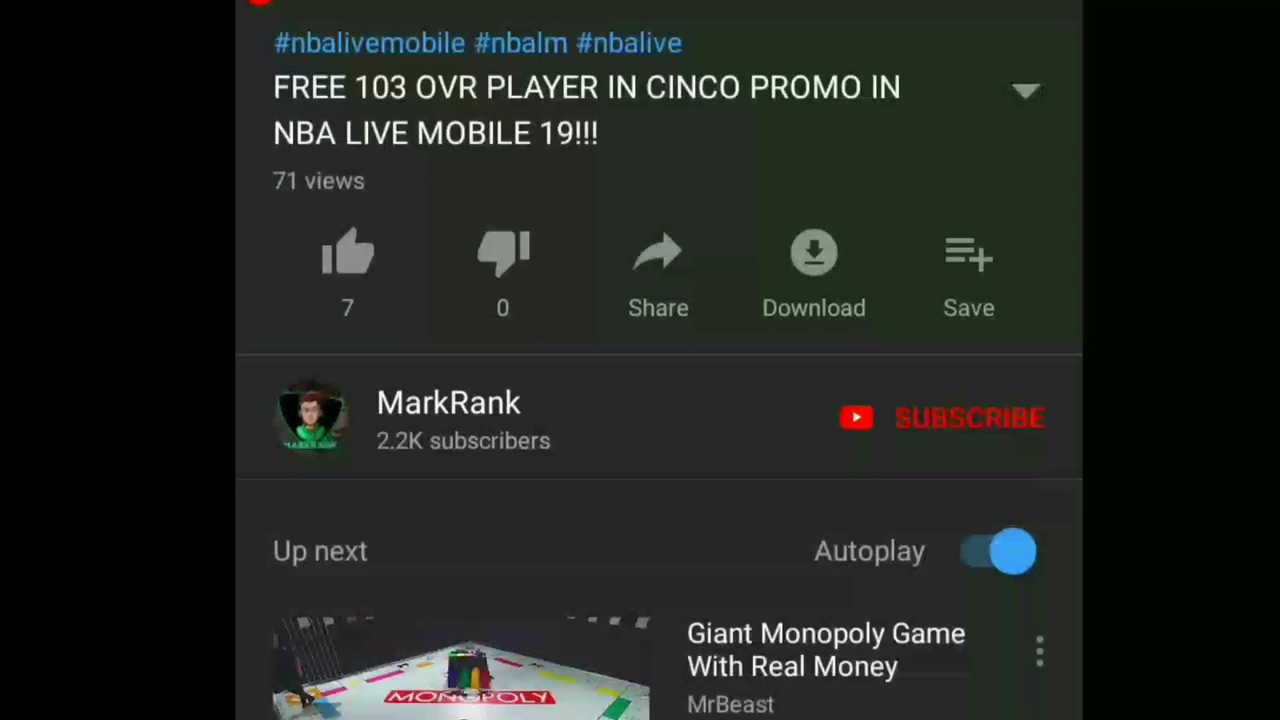 #nbalivemobile #nbalm #nbalive
FREE 103 OVR PLAYER IN CINCO PROMO IN
NBA LIVE MOBILE 19!!!
71 views
7
0
Share
Download
Save
MarkRank
2.2K subscribers
SUBSCRIBE
MARKRANK
Up next
Autoplay
Giant Monopoly Game
With Real Money
MrBeast
MONOPOLY